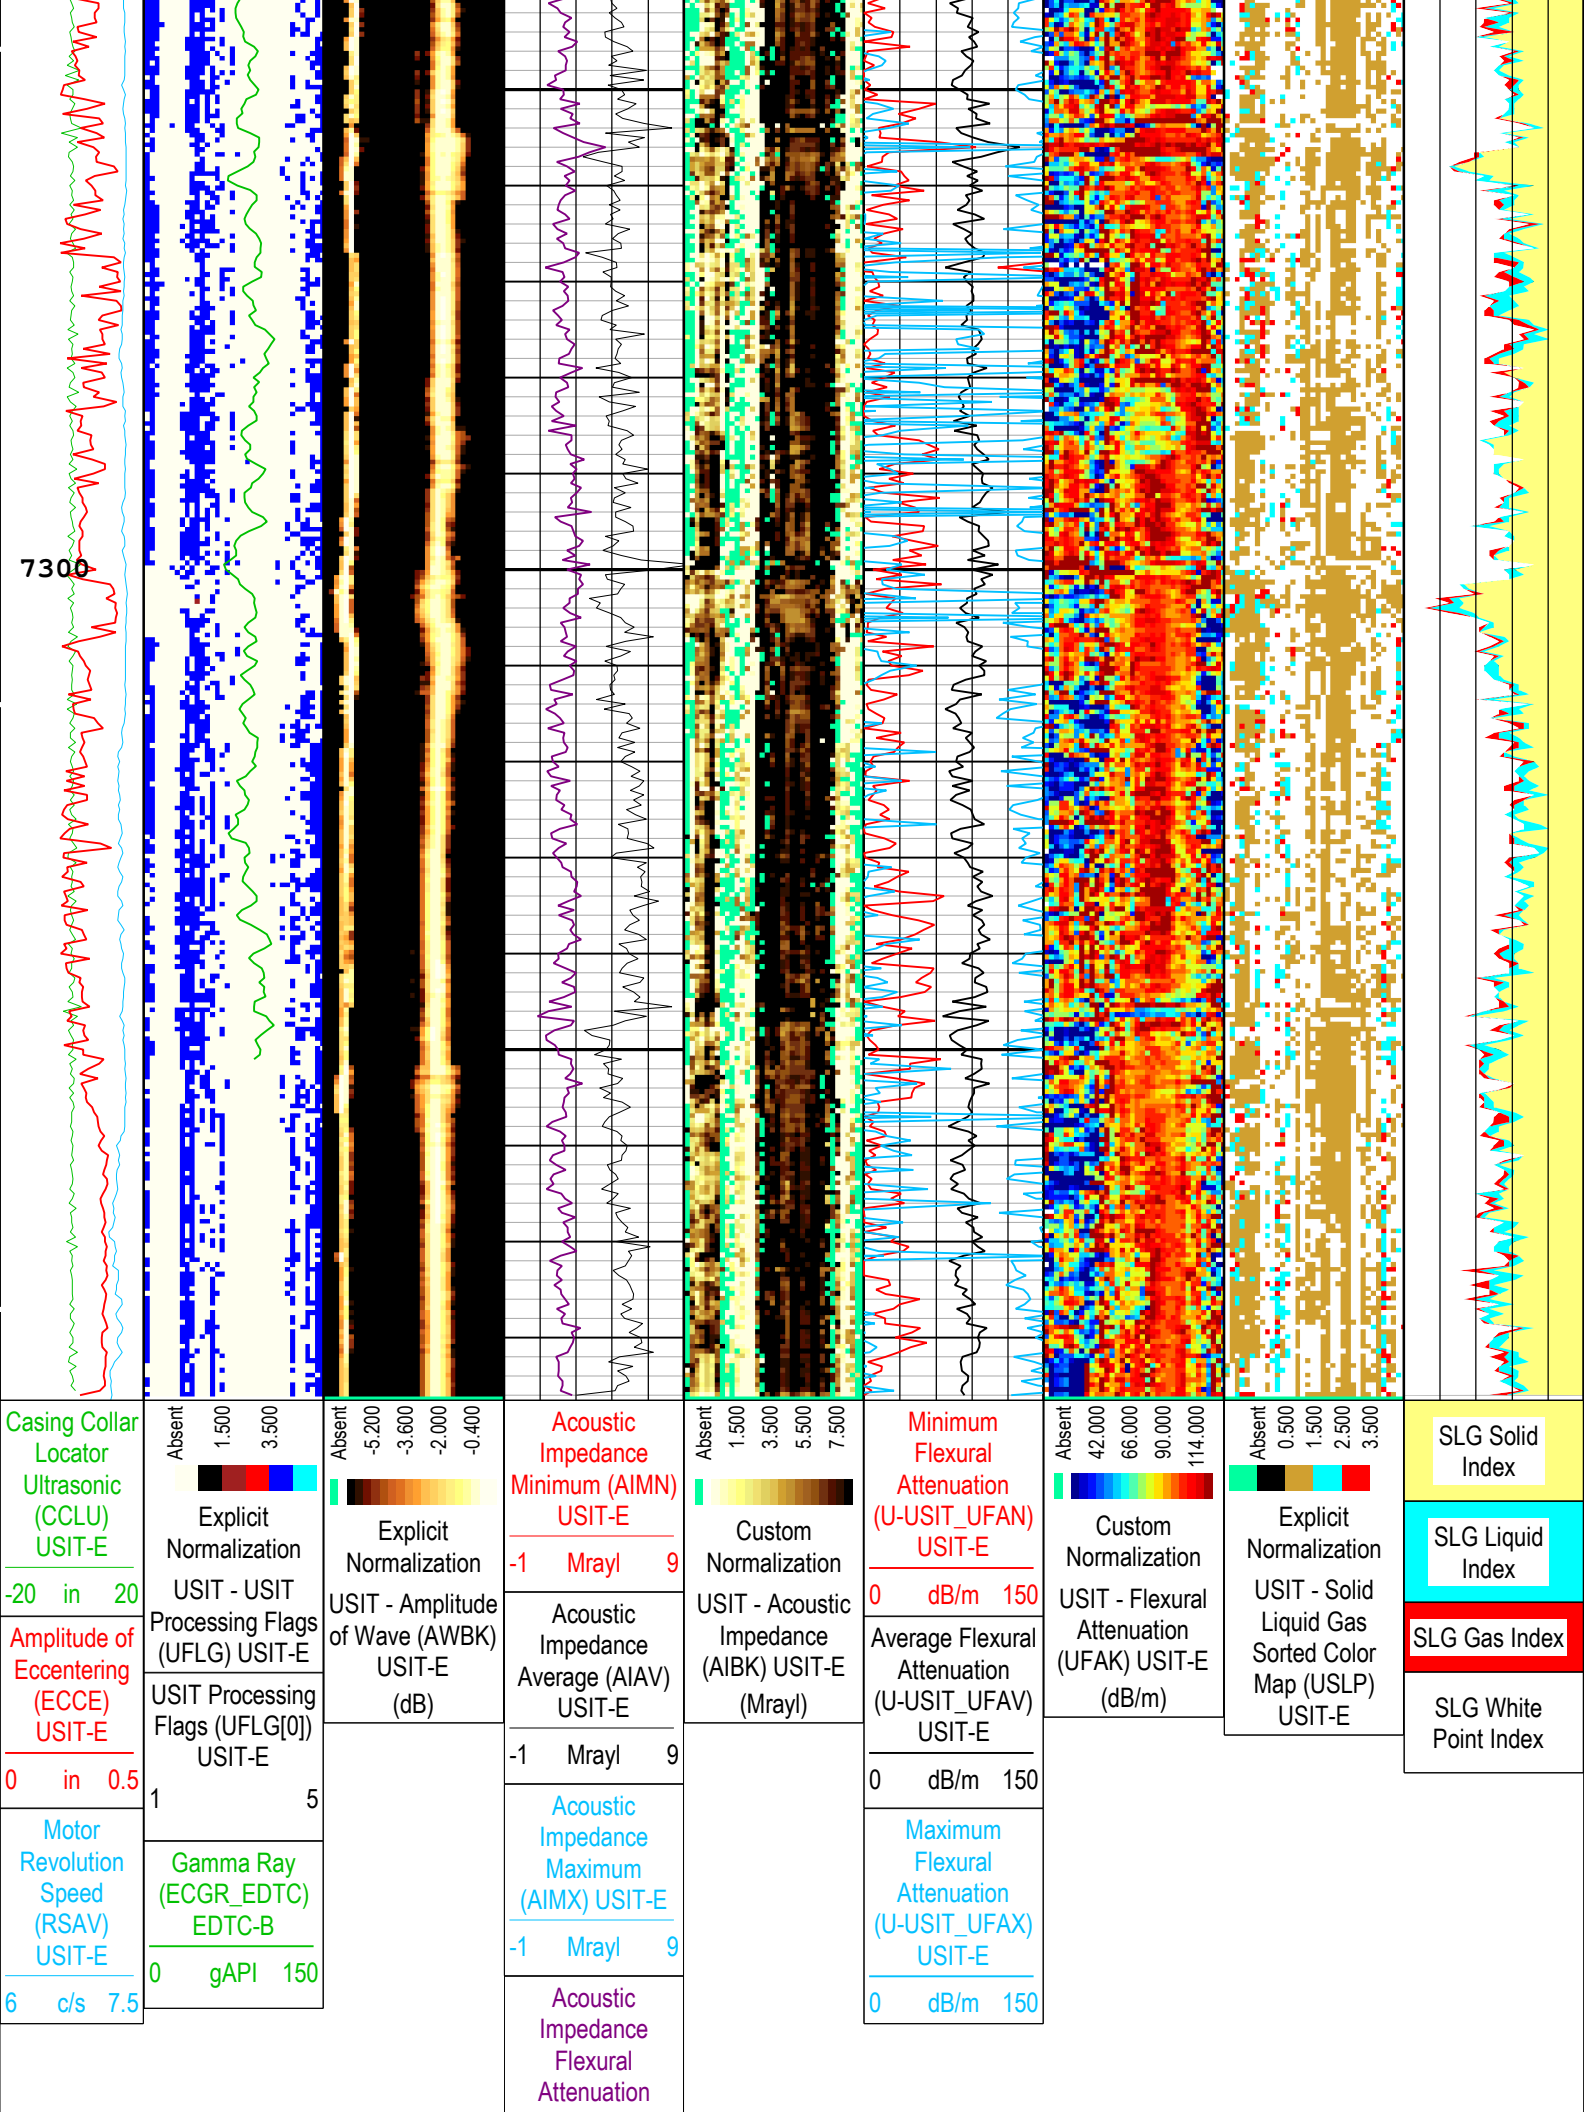 7300
Casing Collar
Locator
Ultrasonic
(CCLU)
USIT-E
-20 in 20
Amplitude of
Eccentering
(ECCE)
USIT-E
0 in 0.5
Motor
Revolution
Speed
(RSAV)
USIT-E
6 c/s 7.5
Absent
1.500
3.500
Explicit
Normalization
USIT - USIT
Processing Flags
(UFLG) USIT-E
USIT Processing
Flags (UFLG[0])
USIT-E
1 5
Gamma Ray
(ECGR_EDTC)
EDTC-B
0 gAPI 150
Absent
-5.200
-3.600
-2.000
-0.400
Explicit
Normalization
USIT - Amplitude
of Wave (AWBK)
USIT-E
(dB)
Acoustic
Impedance
Minimum (AIMN)
USIT-E
-1 Mrayl 9
Acoustic
Impedance
Average (AIAV)
USIT-E
-1 Mrayl 9
Acoustic
Impedance
Maximum
(AIMX) USIT-E
-1 Mrayl 9
Acoustic
Impedance
Flexural
Attenuation
Absent
1.500
3.500
5.500
7.500
Custom
Normalization
USIT - Acoustic
Impedance
(AIBK) USIT-E
(Mrayl)
Minimum
Flexural
Attenuation
(U-USIT_UFAN)
USIT-E
0 dB/m 150
Average Flexural
Attenuation
(U-USIT_UFAV)
USIT-E
0 dB/m 150
Maximum
Flexural
Attenuation
(U-USIT_UFAX)
USIT-E
0 dB/m 150
Absent
42.000
66.000
90.000
114.000
Custom
Normalization
USIT - Flexural
Attenuation
(UFAK) USIT-E
(dB/m)
Absent
0.500
1.500
2.500
3.500
Explicit
Normalization
USIT - Solid
Liquid Gas
Sorted Color
Map (USLP)
USIT-E
SLG Solid
Index
SLG Liquid
Index
SLG Gas Index
SLG White
Point Index